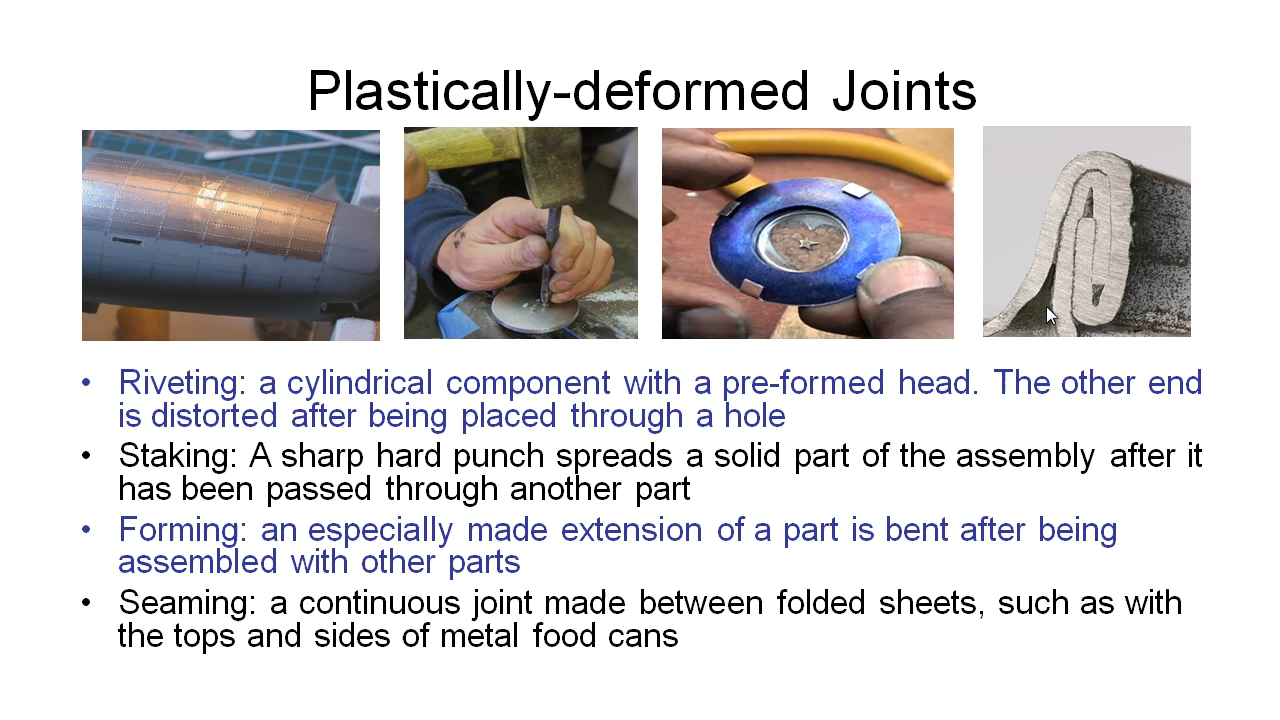 Plastically-deformed Joints
• Riveting: a cylindrical component with a pre-formed head. The other end
is distorted after being placed through a hole
• Staking: A sharp hard punch spreads a solid part of the assembly after it
has been passed through another part
• Forming: an especially made extension of a part is bent after being
assembled with other parts
• Seaming: a continuous joint made between folded sheets, such as with
the tops and sides of metal food cans